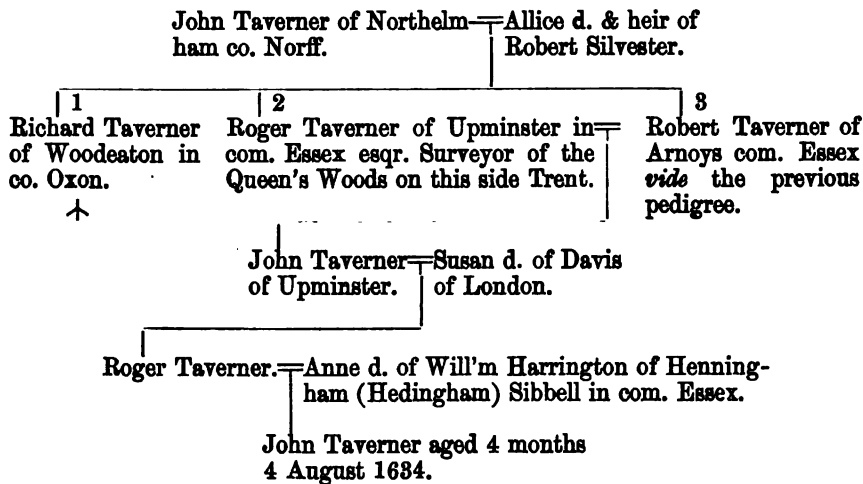 John Taverner of Northelm-
ham co. Norff.
Allice d. & heir of
Robert Silvester.
1
Richard Taverner
of Woodeaton in
co. Oxon.
2
Roger Taverner of Upminster in
com. Essex esqr. Surveyor of the
Queen's Woods on this side Trent.
3
Robert Taverner of
Arnoys com. Essex
vide the previous
pedigree.
John Taverner
of Upminster.
Susan d. of Davis
of London.
Roger Taverner.
Anne d. of Will'm Harrington of Henning-
ham (Hedingham) Sibbell in com. Essex.
John Taverner aged 4 months
4 August 1634.